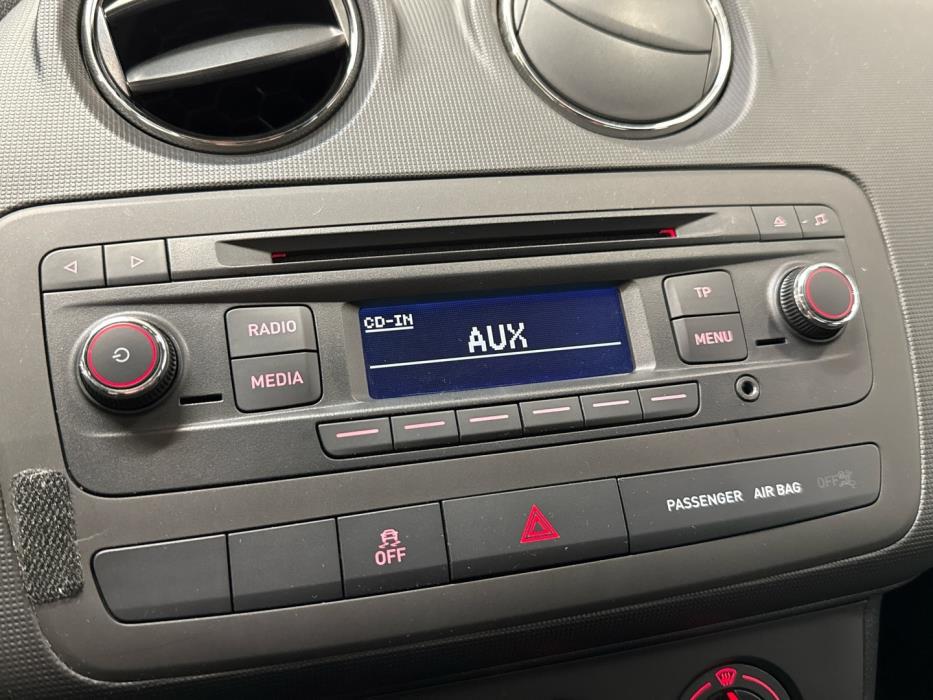 TP
RADIO
CD-IN
AUX
MENU
MEDIA
PASSENGER AIR BAG OFF
OFF